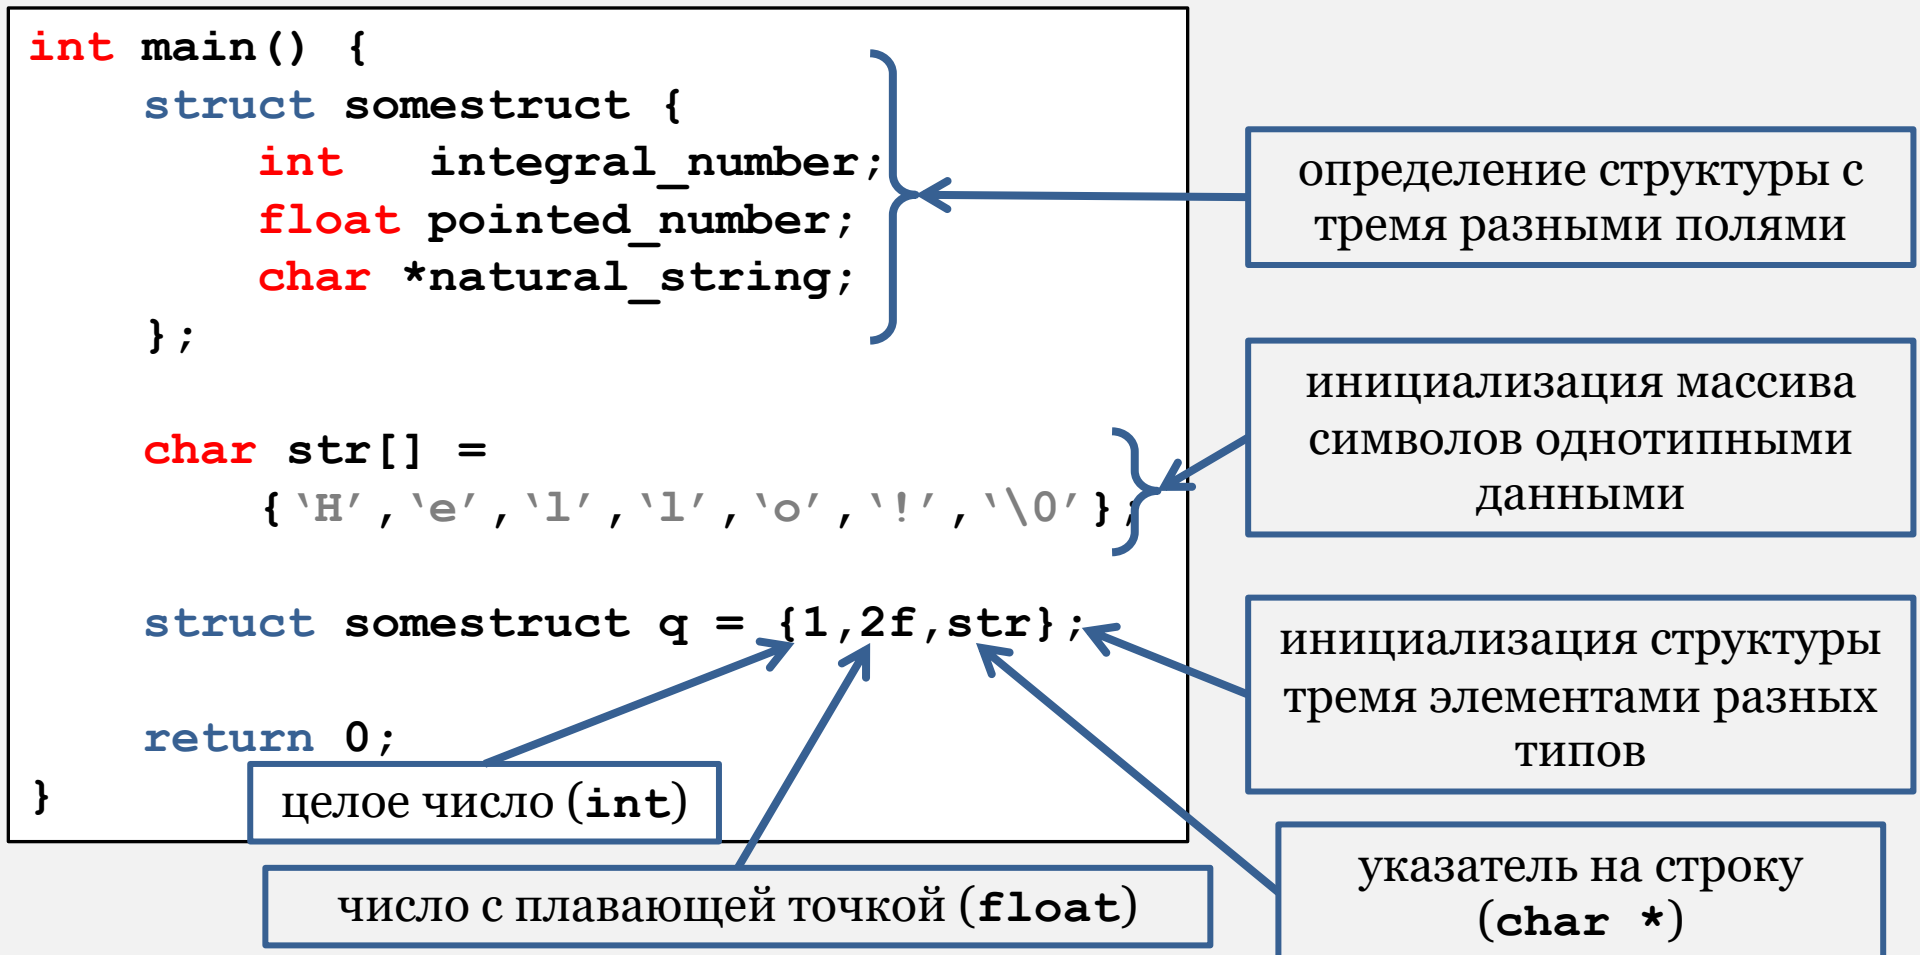 int main() {
struct somestruct {
int integral_number;
float pointed_number;
char *natural_string;
};
char str[] =
{‘H’,‘e’,‘l’,‘l’,‘o’,‘!’,‘\0’};
struct somestruct q = {1,2f,str};
return 0;
}
определение структуры с
тремя разными полями
инициализация массива
символов однотипными
данными
инициализация структуры
тремя элементами разных
типов
целое число (int)
число с плавающей точкой (float)
указатель на строку
(char *)